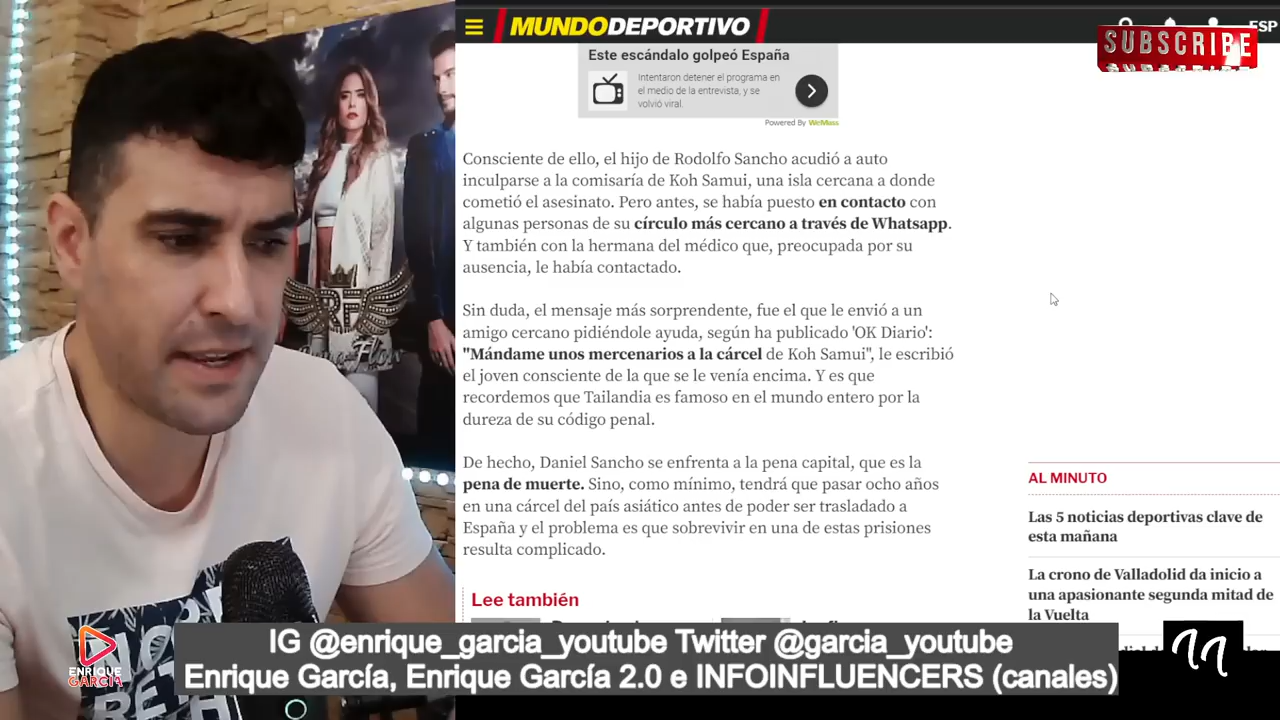 MUNDODEPORTIVO
ESP
SUBSCRIBE
Este escándalo golpeó España
Intentaron detener el programa en
el medio de la entrevista, y se
volvió viral.
Powered By WeMass
Consciente de ello, el hijo de Rodolfo Sancho acudió a auto
inculparse a la comisaría de Koh Samui, una isla cercana a donde
cometió el asesinato. Pero antes, se había puesto en contacto con
algunas personas de su círculo más cercano a través de Whatsapp.
Y también con la hermana del médico que, preocupada por su
ausencia, le había contactado.
Sin duda, el mensaje más sorprendente, fue el que le envió a un
amigo cercano pidiéndole ayuda, según ha publicado 'OK Diario':
"Mándame unos mercenarios a la cárcel de Koh Samui", le escribió
el joven consciente de la que se le venía encima. Y es que
recordemos que Tailandia es famoso en el mundo entero por la
dureza de su código penal.
De hecho, Daniel Sancho se enfrenta a la pena capital, que es la
pena de muerte. Sino, como mínimo, tendrá que pasar ocho años
en una cárcel del país asiático antes de poder ser trasladado a
España y el problema es que sobrevivir en una de estas prisiones
resulta complicado.
Lee también
AL MINUTO
Las 5 noticias deportivas clave de
esta mañana
La crono de Valladolid da inicio a
una apasionante segunda mitad de
la Vuelta
RF
IG @enrique_garcia_youtube Twitter @garcia_youtube
Enrique García, Enrique García 2.0 e INFOINFLUENCERS (canales)
ENRIQUE
GARCÍA